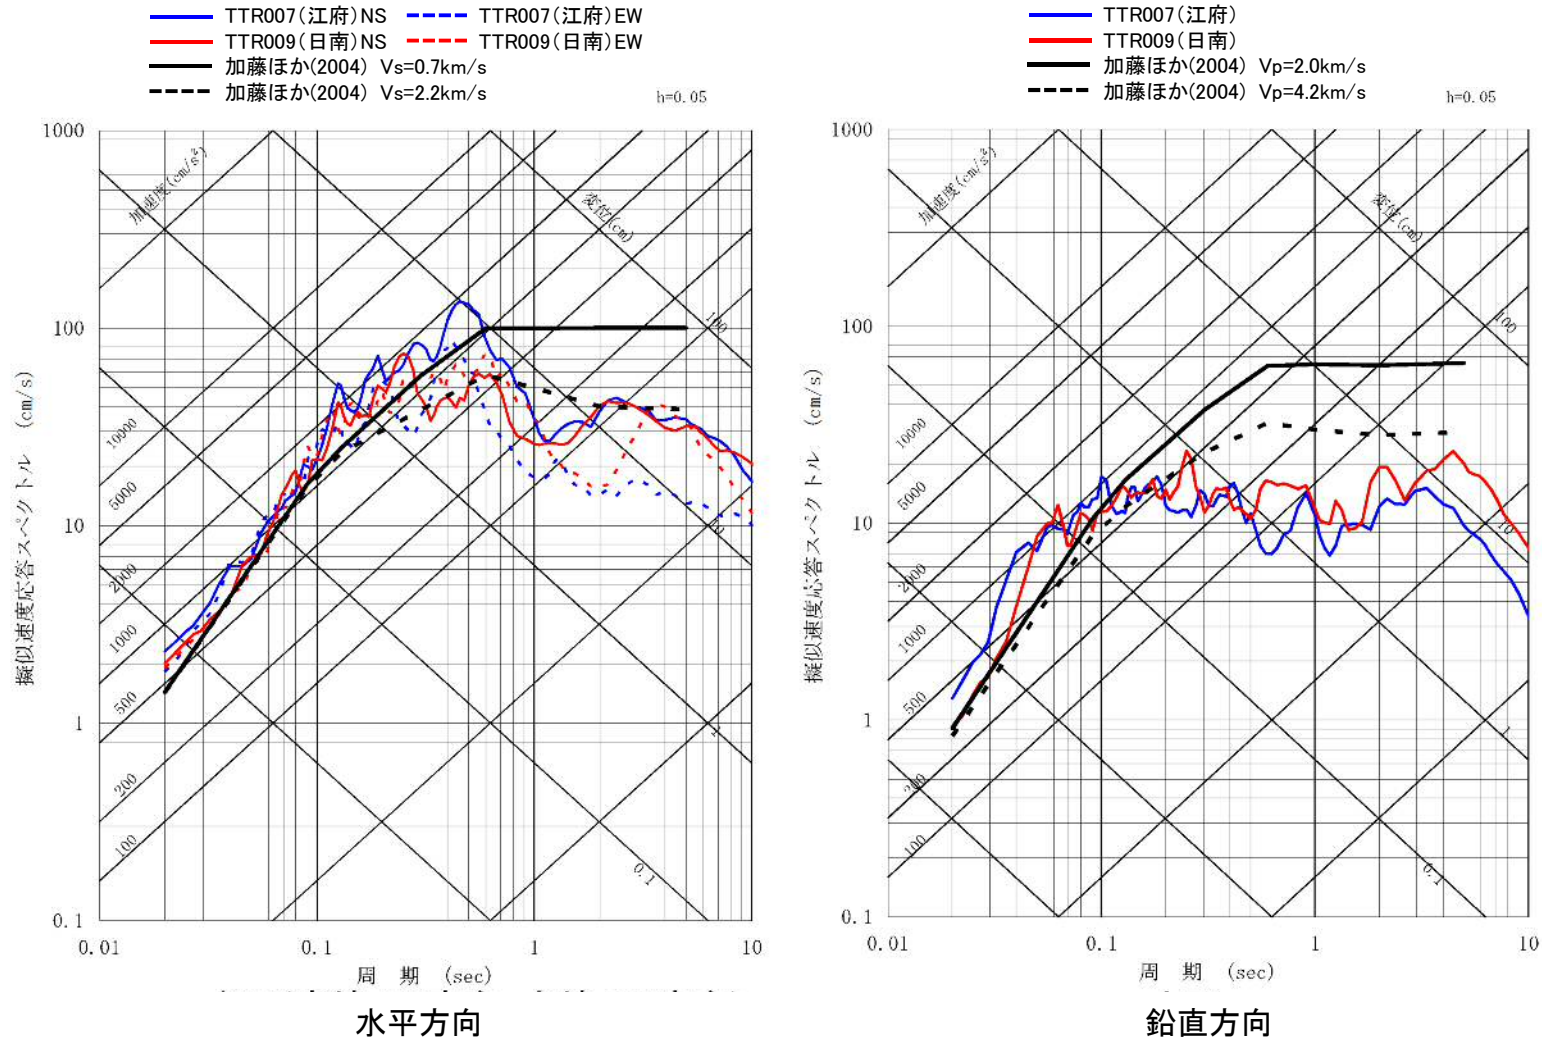 TTR007(江府)NS
TTR007(江府)EW
TTR009(日南)NS
TTR009(日南)EW
加藤ほか(2004) Vs=0.7km/s
加藤ほか(2004) Vs=2.2km/s
h=0.05
1000
100
10
1
0.1
擬似速度応答スペクトル (cm/s)
加速度(cm/s²)
変位(cm)
10000
5000
2000
1000
500
200
100
100
10
1
0.1
0.01
0.1
1
10
周 期 (sec)
水平方向
TTR007(江府)
TTR009(日南)
加藤ほか(2004) Vp=2.0km/s
加藤ほか(2004) Vp=4.2km/s
h=0.05
1000
100
10
1
0.1
擬似速度応答スペクトル (cm/s)
加速度(cm/s²)
変位(cm)
10000
5000
2000
1000
500
200
100
100
10
1
0.1
0.01
0.1
1
10
周 期 (sec)
鉛直方向